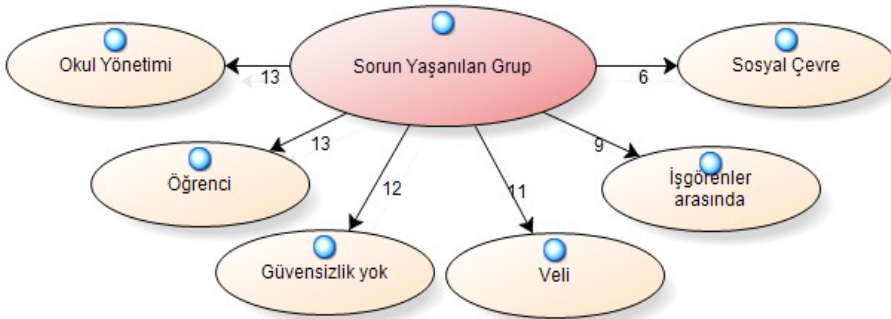 Sorun Yaşanılan Grup
Okul Yönetimi
13
6
Sosyal Çevre
13
Öğrenci
12
11
9
İşgörenler
arasında
Güvensizlik yok
Veli